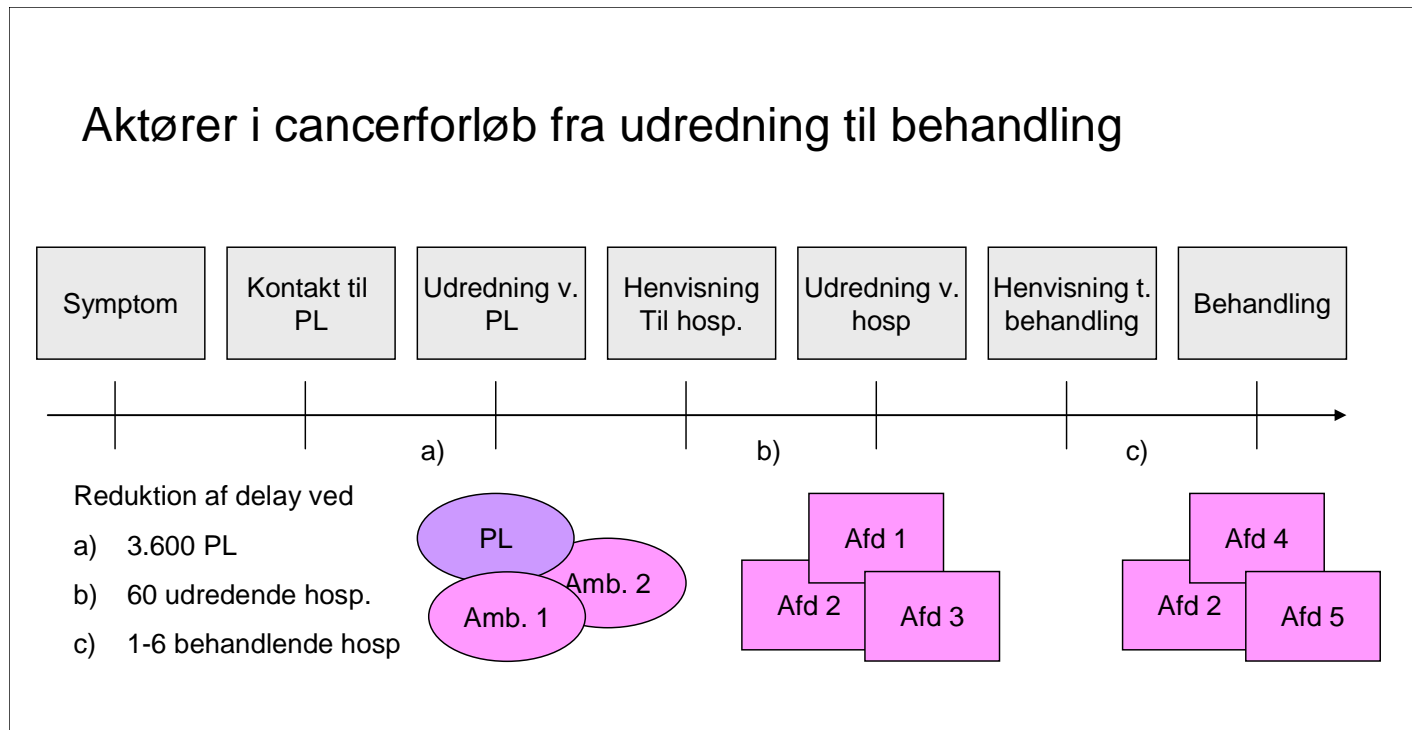 Aktører i cancerforløb fra udredning til behandling
Symptom
Kontakt til
PL
Udredning v.
PL
Henvisning
Til hosp.
Udredning v.
hosp
Henvisning t.
behandling
Behandling
a)
b)
c)
Reduktion af delay ved
a) 3.600 PL
b) 60 udredende hosp.
c) 1-6 behandlende hosp
PL
Amb. 2
Amb. 1
Afd 1
Afd 2
Afd 3
Afd 4
Afd 2
Afd 5